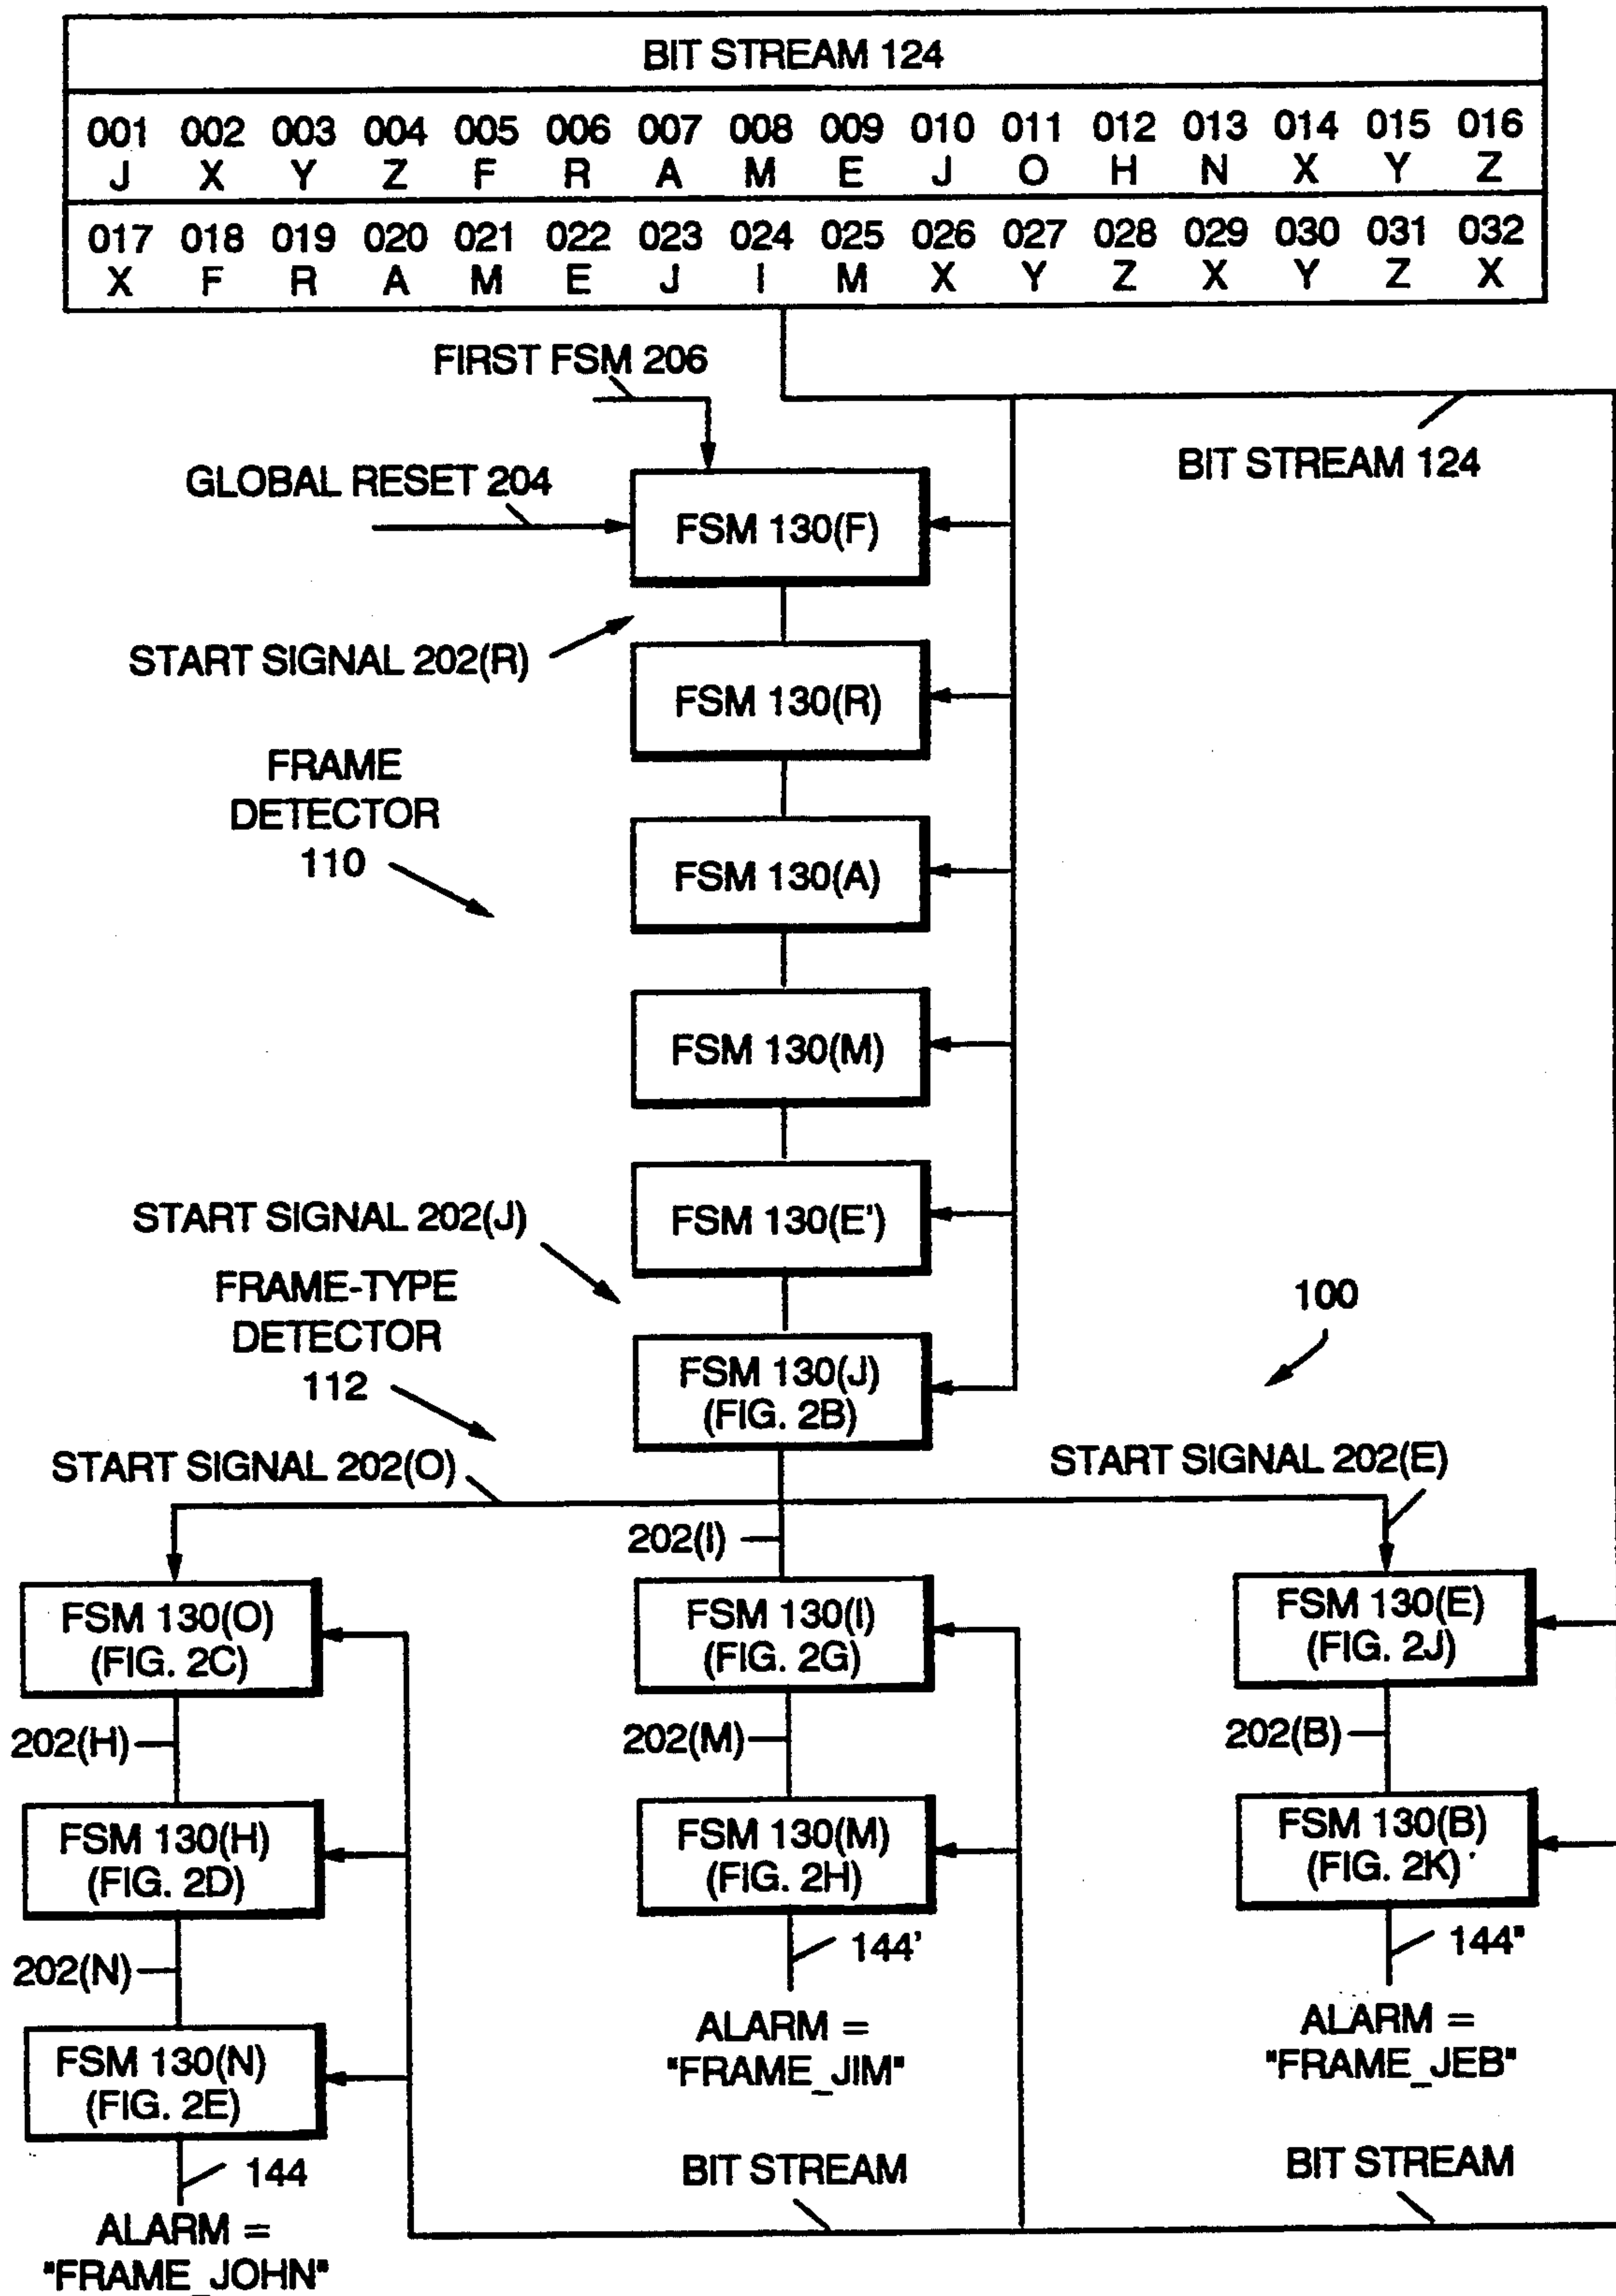 BIT STREAM 124
001 002 003 004 005 006 007 008 009 010 011 012 013 014 015 016
J X Y Z F R A M E J O H N X Y Z
017 018 019 020 021 022 023 024 025 026 027 028 029 030 031 032
X F R A M E J I M X Y Z X Y Z X
FIRST FSM 206
BIT STREAM 124
GLOBAL RESET 204
FSM 130(F)
START SIGNAL 202(R)
FSM 130(R)
FRAME
DETECTOR
110
FSM 130(A)
FSM 130(M)
START SIGNAL 202(J)
FSM 130(E')
FRAME-TYPE
DETECTOR
112
100
FSM 130(J)
(FIG. 2B)
START SIGNAL 202(O)
START SIGNAL 202(E)
202(I)
FSM 130(O)
(FIG. 2C)
FSM 130(I)
(FIG. 2G)
FSM 130(E)
(FIG. 2J)
202(H)
202(M)
202(B)
FSM 130(H)
(FIG. 2D)
FSM 130(M)
(FIG. 2H)
FSM 130(B)
(FIG. 2K)
202(N)
144'
144"
FSM 130(N)
(FIG. 2E)
ALARM =
"FRAME_JIM"
ALARM =
"FRAME_JEB"
144
BIT STREAM
BIT STREAM
ALARM =
"FRAME_JOHN"